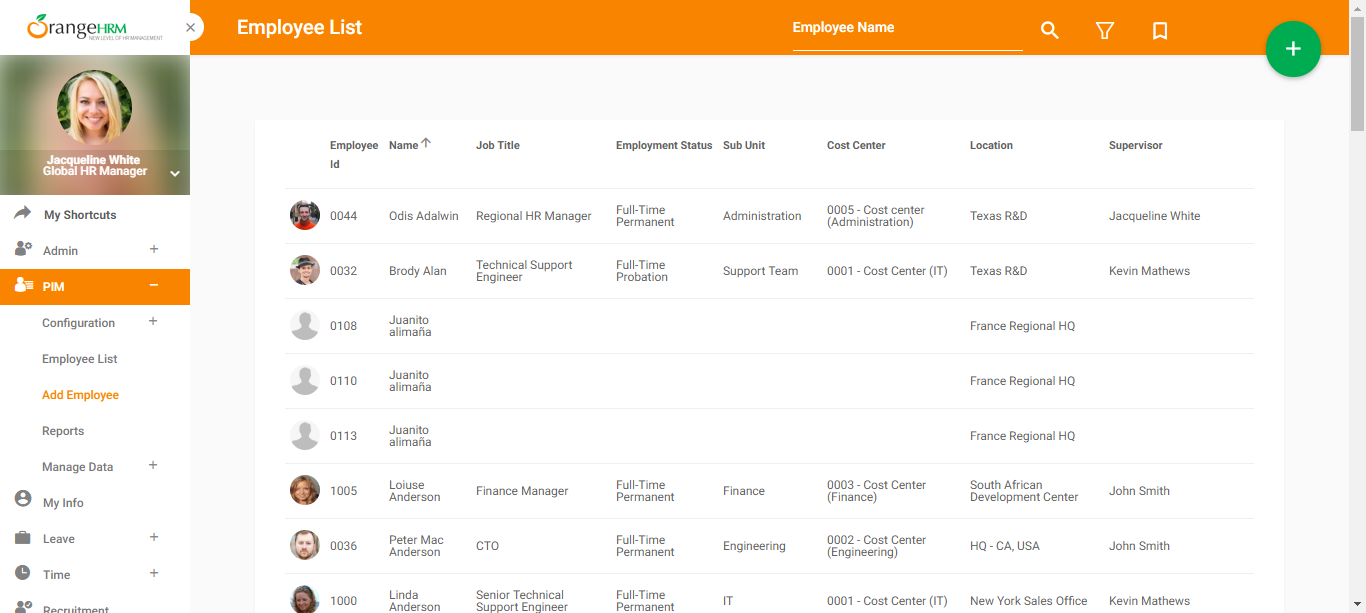 OrangeHRM
NEW LEVEL OF HR MANAGEMENT
Employee List
Employee Name
Jacqueline White
Global HR Manager
My Shortcuts
Admin
PIM
Configuration
Employee List
Add Employee
Reports
Manage Data
My Info
Leave
Time
Recruitment
Employee Id Name Job Title Employment Status Sub Unit Cost Center Location Supervisor
0044 Odis Adalwin Regional HR Manager Full-Time Permanent Administration 0005 - Cost center (Administration) Texas R&D Jacqueline White
0032 Brody Alan Technical Support Engineer Full-Time Probation Support Team 0001 - Cost Center (IT) Texas R&D Kevin Mathews
0108 Juanito alimaña France Regional HQ
0110 Juanito alimaña France Regional HQ
0113 Juanito alimaña France Regional HQ
1005 Loiuse Anderson Finance Manager Full-Time Permanent Finance 0003 - Cost Center (Finance) South African Development Center John Smith
0036 Peter Mac Anderson CTO Full-Time Permanent Engineering 0002 - Cost Center (Engineering) HQ - CA, USA John Smith
1000 Linda Anderson Senior Technical Support Engineer Full-Time Permanent IT 0001 - Cost Center (IT) New York Sales Office Kevin Mathews